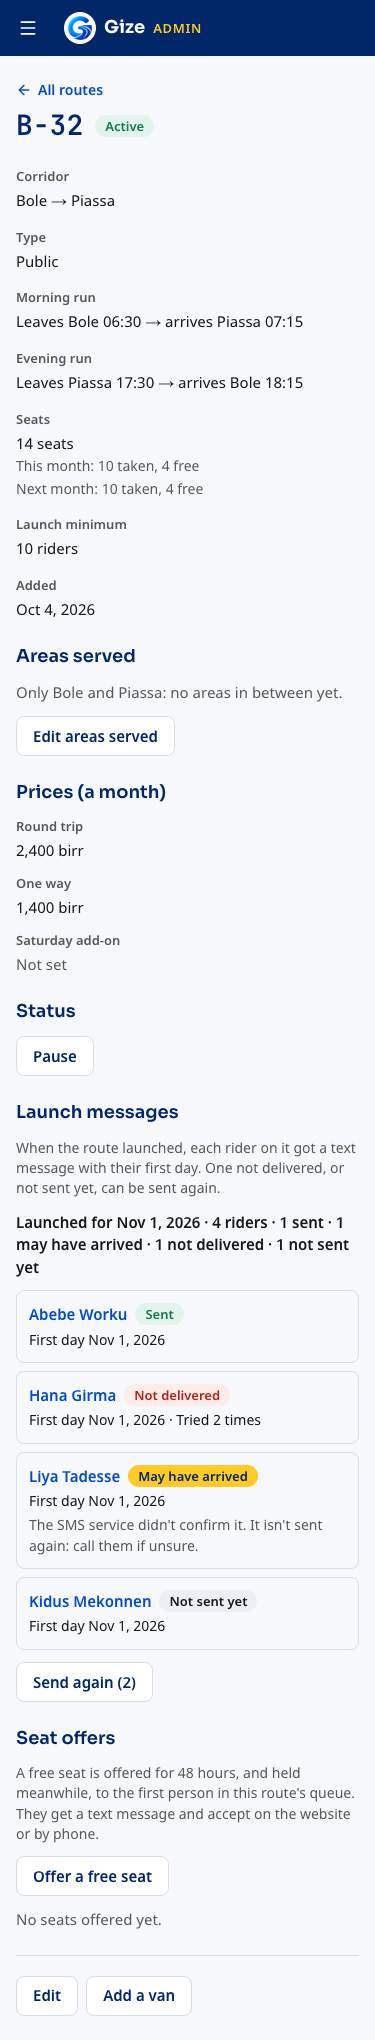 Gize ADMIN
← All routes
B-32 Active
Corridor
Bole → Piassa
Type
Public
Morning run
Leaves Bole 06:30 → arrives Piassa 07:15
Evening run
Leaves Piassa 17:30 → arrives Bole 18:15
Seats
14 seats
This month: 10 taken, 4 free
Next month: 10 taken, 4 free
Launch minimum
10 riders
Added
Oct 4, 2026
Areas served
Only Bole and Piassa: no areas in between yet.
Edit areas served
Prices (a month)
Round trip
2,400 birr
One way
1,400 birr
Saturday add-on
Not set
Status
Pause
Launch messages
When the route launched, each rider on it got a text
message with their first day. One not delivered, or
not sent yet, can be sent again.
Launched for Nov 1, 2026 · 4 riders · 1 sent · 1
may have arrived · 1 not delivered · 1 not sent
yet
Abebe Worku Sent
First day Nov 1, 2026
Hana Girma Not delivered
First day Nov 1, 2026 · Tried 2 times
Liya Tadesse May have arrived
First day Nov 1, 2026
The SMS service didn't confirm it. It isn't sent
again: call them if unsure.
Kidus Mekonnen Not sent yet
First day Nov 1, 2026
Send again (2)
Seat offers
A free seat is offered for 48 hours, and held
meanwhile, to the first person in this route's queue.
They get a text message and accept on the website
or by phone.
Offer a free seat
No seats offered yet.
Edit Add a van